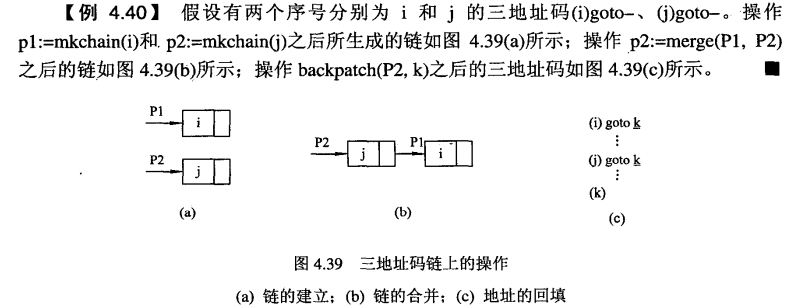 【例 4.40】 假设有两个序号分别为 i 和 j 的三地址码(i)goto–、(j)goto–。操作
p1:=mkchain(i)和 p2:=mkchain(j)之后所生成的链如图 4.39(a)所示；操作 p2:=merge(P1, P2)
之后的链如图 4.39(b)所示；操作 backpatch(P2, k)之后的三地址码如图 4.39(c)所示。 ■
P1 i
P2 j
(a)
P2 j P1 i
(b)
(i) goto k
⋮
(j) goto k
⋮
(k)
(c)
图 4.39 三地址码链上的操作
(a) 链的建立；(b) 链的合并；(c) 地址的回填